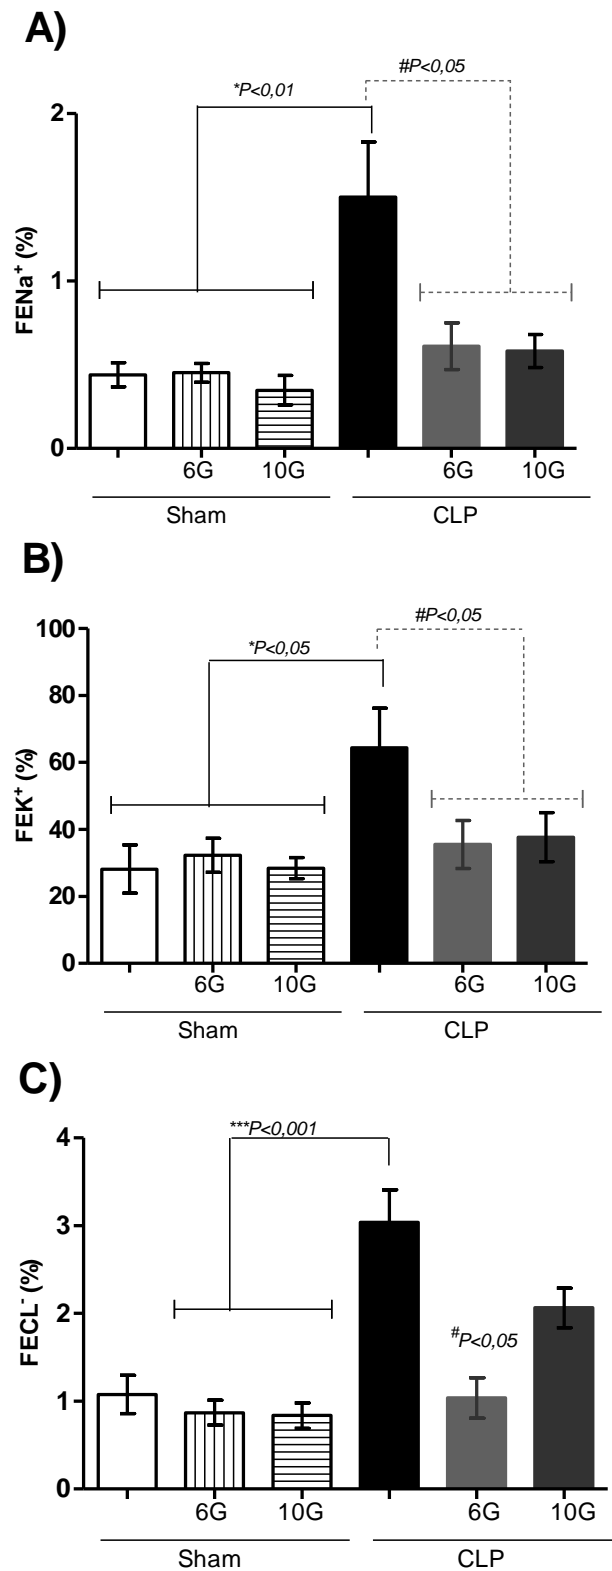 A)
#P<0,05
*P<0,01
2
1
0
FENa⁺ (%)
6G 10G 6G 10G
Sham CLP
B)
#P<0,05
*P<0,05
100
80
60
40
20
0
FEK⁺ (%)
6G 10G 6G 10G
Sham CLP
C)
***P<0,001
4
3
2
#P<0,05
1
0
FECL⁻ (%)
6G 10G 6G 10G
Sham CLP